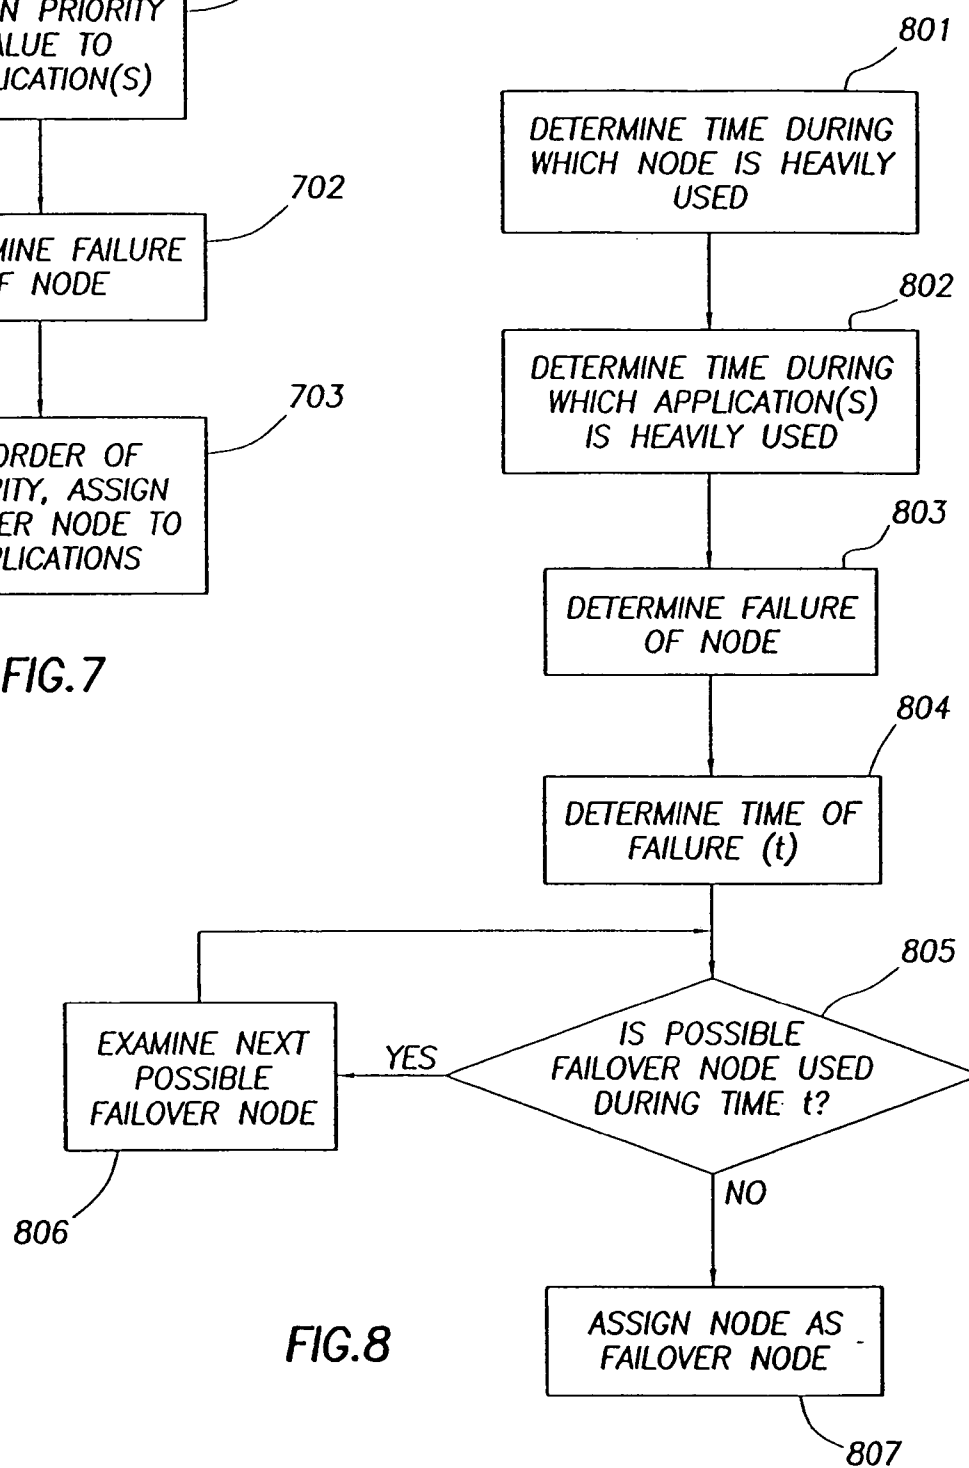 N PRIORITY
ALUE TO
ICATION(S)
702
MINE FAILURE
F NODE
703
ORDER OF
ITY, ASSIGN
ER NODE TO
PLICATIONS
FIG.7
801
DETERMINE TIME DURING
WHICH NODE IS HEAVILY
USED
802
DETERMINE TIME DURING
WHICH APPLICATION(S)
IS HEAVILY USED
803
DETERMINE FAILURE
OF NODE
804
DETERMINE TIME OF
FAILURE (t)
805
IS POSSIBLE
FAILOVER NODE USED
DURING TIME t?
YES
EXAMINE NEXT
POSSIBLE
FAILOVER NODE
806
NO
ASSIGN NODE AS
FAILOVER NODE
807
FIG.8